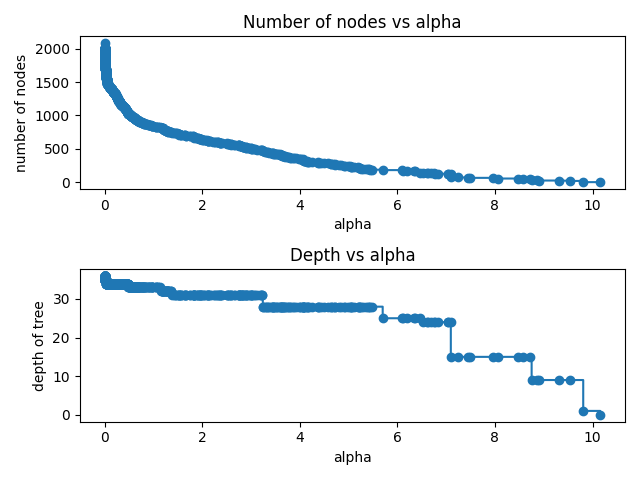 Number of nodes vs alpha
number of nodes
2000
1500
1000
500
0
0 2 4 6 8 10
alpha
Depth vs alpha
depth of tree
30
20
10
0
0 2 4 6 8 10
alpha